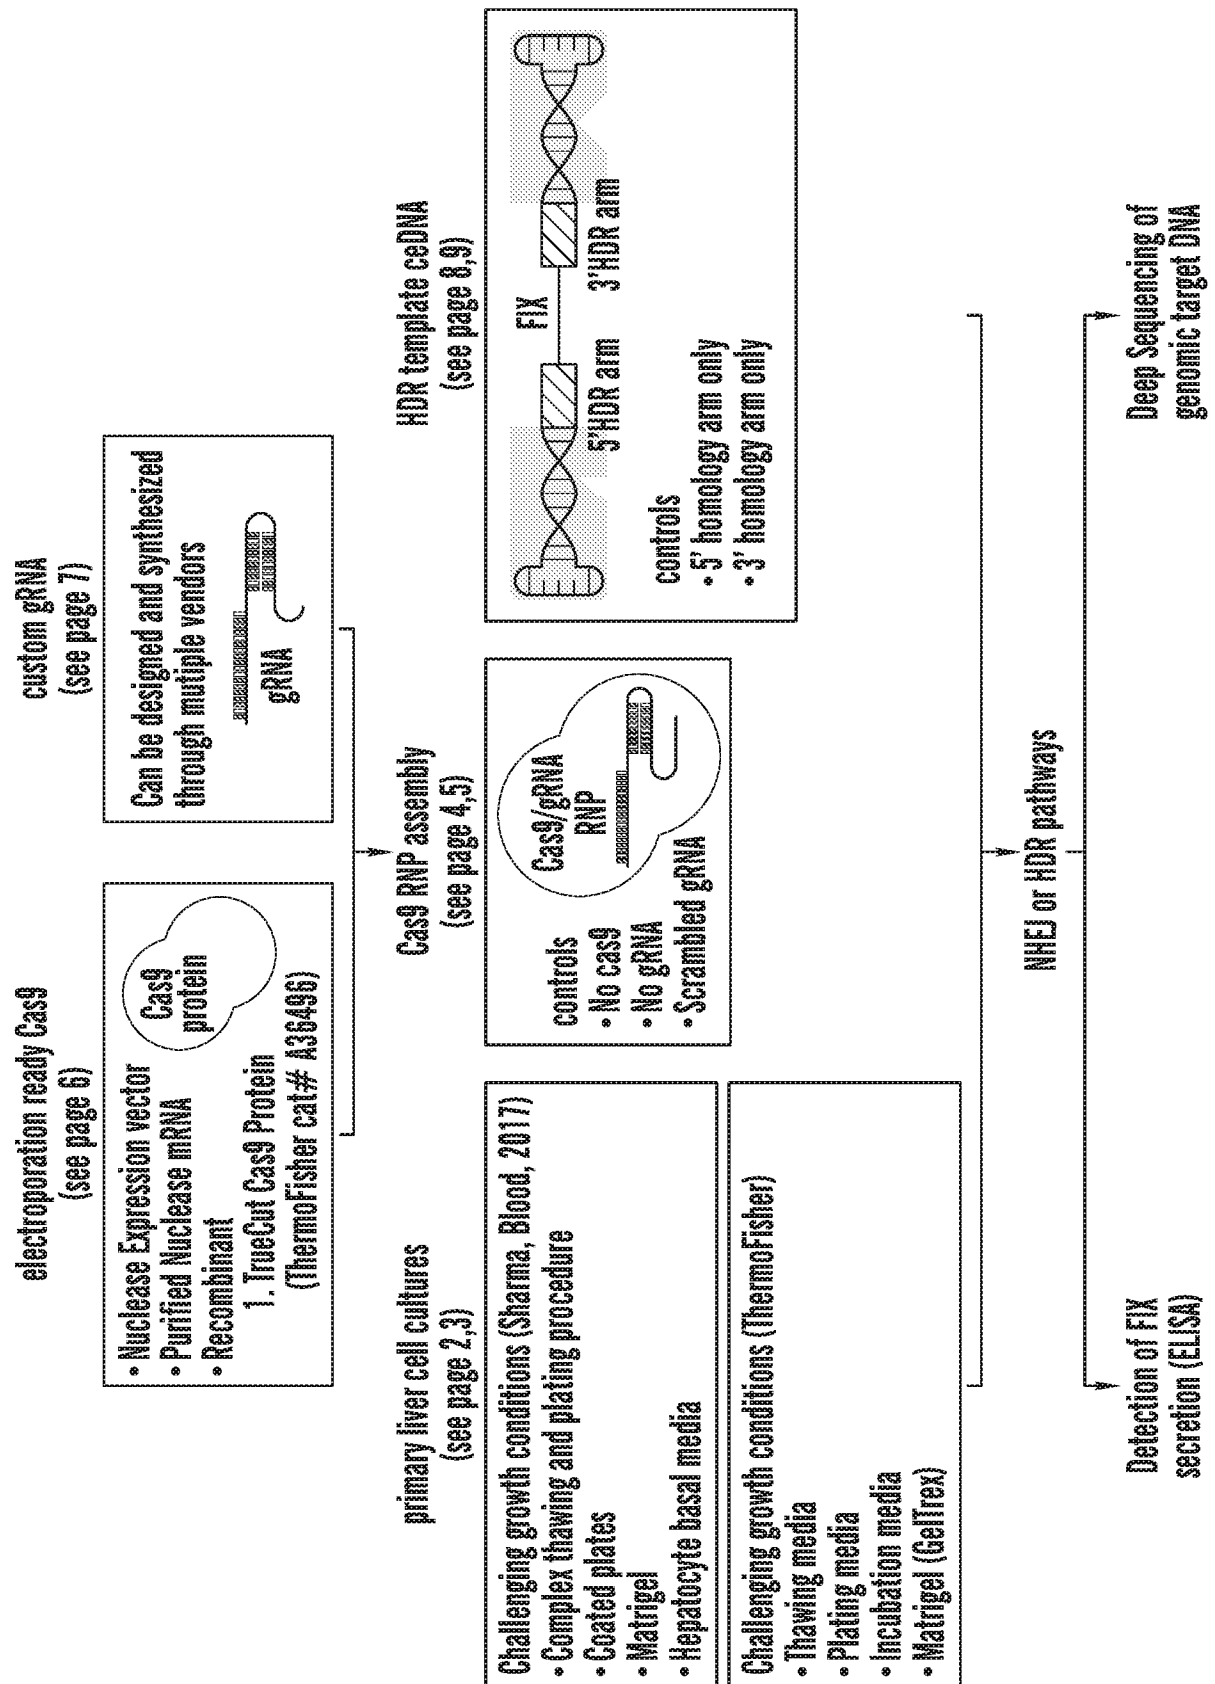 electroporation ready Cas9
(see page 6)
• Nuclease Expression vector
• Purified Nuclease mRNA
• Recombinant
1. TrueCut Cas9 Protein
(ThermoFisher cat# A36496)
Cas9
protein
custom gRNA
(see page 7)
Can be designed and synthesized
through mutiple vendors
gRNA
primary liver cell cultures
(see page 2,3)
Challenging growth conditions (Sharma, Blood, 2017)
• Complex thawing and plating procedure
• Coated plates
• Matrigel
• Hepatocyte basal media
Challenging growth conditions (ThermoFisher)
• Thawing media
• Plating media
• Incubation media
• Matrigel (GelTrex)
Cas9 RNP assembly
(see page 4,5)
Cas9/gRNA
RNP
controls
• No cas9
• No gRNA
• Scrambled gRNA
HDR template ceDNA
(see page 8,9)
FIX
5'HDR arm
3'HDR arm
controls
• 5' homology arm only
• 3' homology arm only
NHEJ or HDR pathways
Detection of FIX
secretion (ELISA)
Deep Sequencing of
genomic target DNA